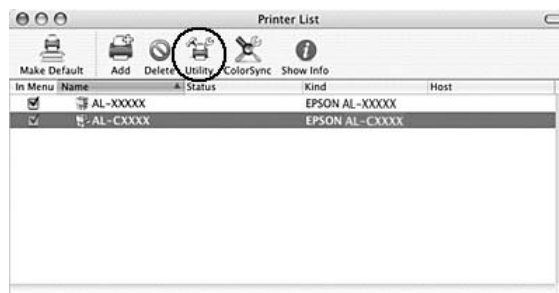 Printer List
Make Default Add Delete Utility ColorSync Show Info
In Menu Name Status Kind Host
AL-XXXXX EPSON AL-XXXXX
AL-CXXXX EPSON AL-CXXXX